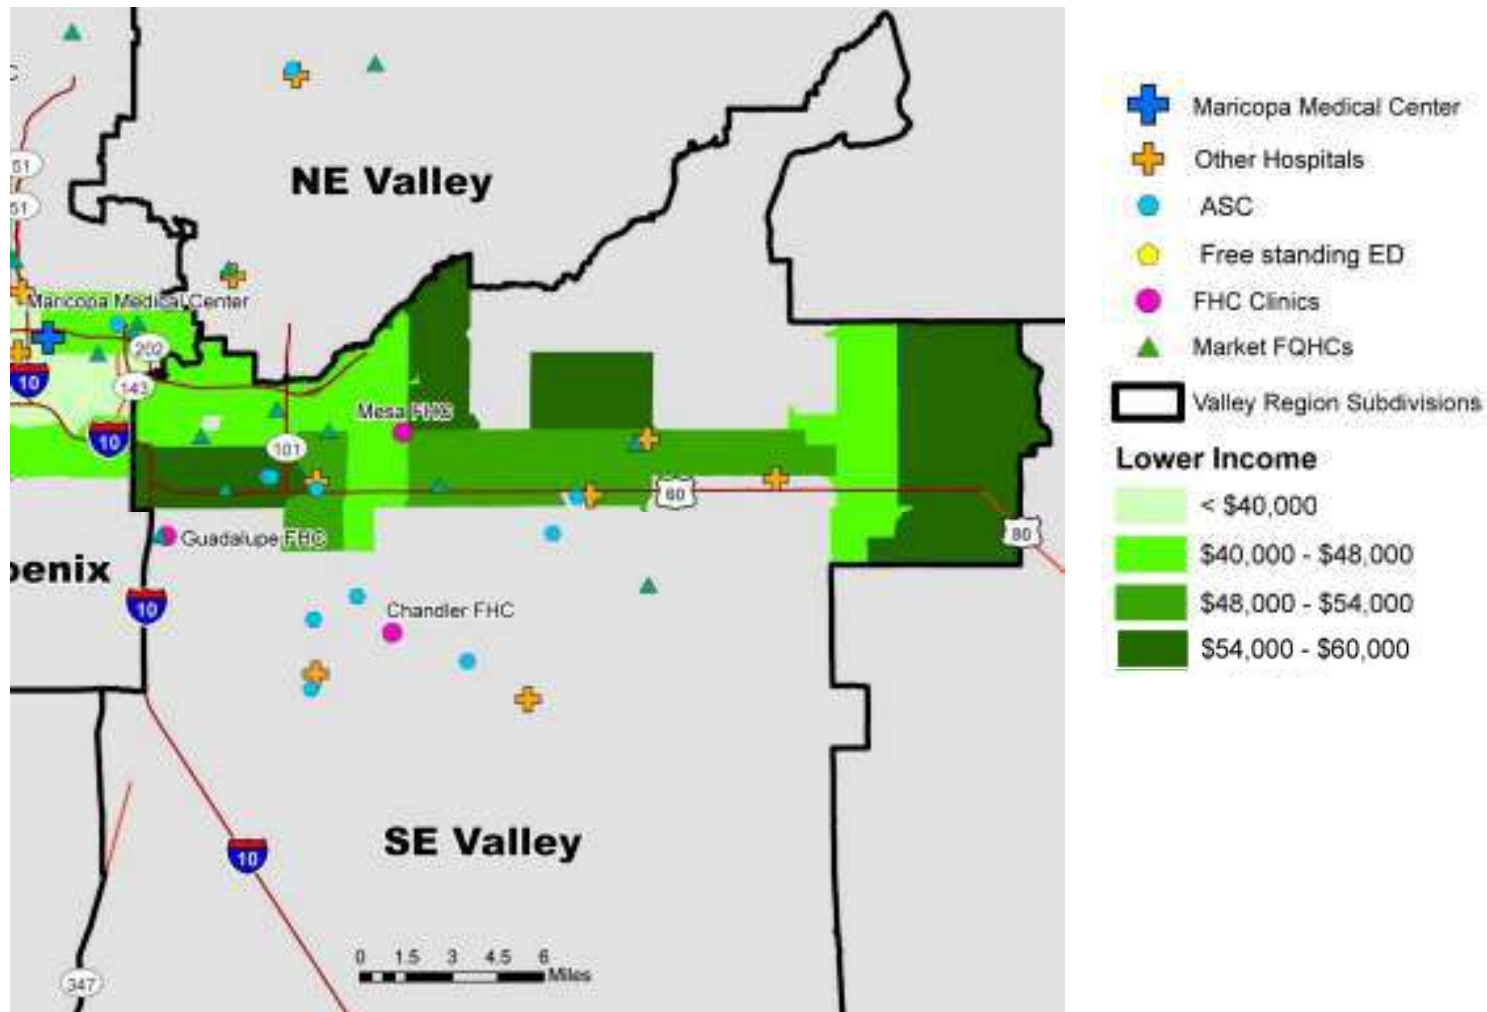 C
51
51
NE Valley
Maricopa Medical Center
202
10
143
10
Mesa FHC
101
60
Guadalupe FHC
80
oenix
10
Chandler FHC
SE Valley
10
0 1.5 3 4.5 6
Miles
347
Maricopa Medical Center
Other Hospitals
ASC
Free standing ED
FHC Clinics
Market FQHCs
Valley Region Subdivisions
Lower Income
< $40,000
$40,000 - $48,000
$48,000 - $54,000
$54,000 - $60,000